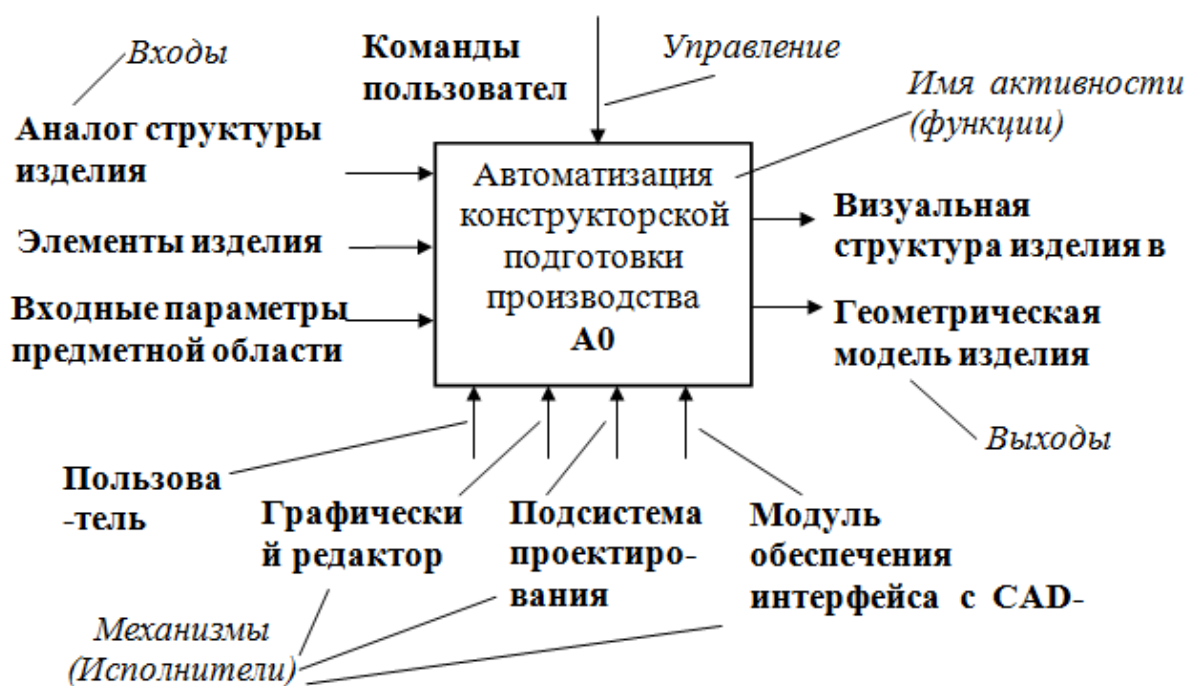 Входы
Команды
пользовател
Управление
Имя активности
(функции)
Аналог структуры
изделия
Элементы изделия
Входные параметры
предметной области
Автоматизация
конструкторской
подготовки
производства
А0
Визуальная
структура изделия в
Геометрическая
модель изделия
Выходы
Пользова
-тель
Графически
й редактор
Подсистема
проектиро-
вания
Модуль
обеспечения
интерфейса с CAD-
Механизмы
(Исполнители)